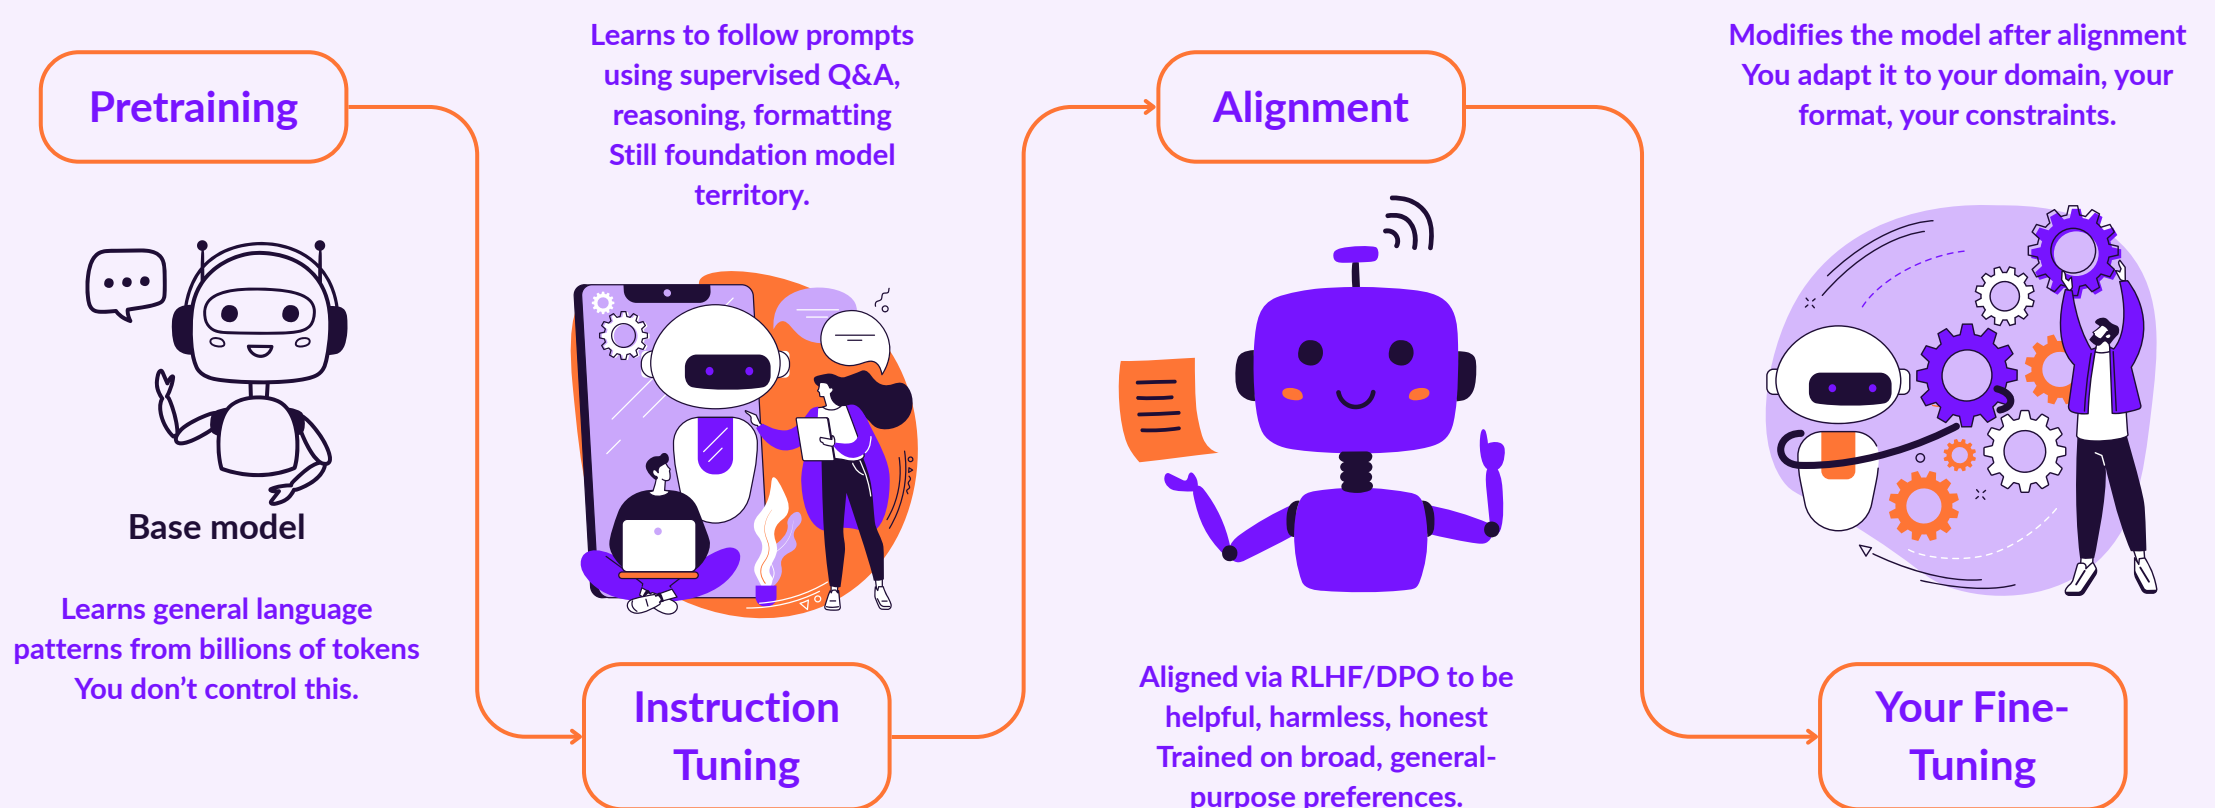 Pretraining
Base model
Learns general language
patterns from billions of tokens
You don’t control this.
Learns to follow prompts
using supervised Q&A,
reasoning, formatting
Still foundation model
territory.
Instruction
Tuning
Alignment
Aligned via RLHF/DPO to be
helpful, harmless, honest
Trained on broad, general-
purpose preferences.
Modifies the model after alignment
You adapt it to your domain, your
format, your constraints.
Your Fine-
Tuning